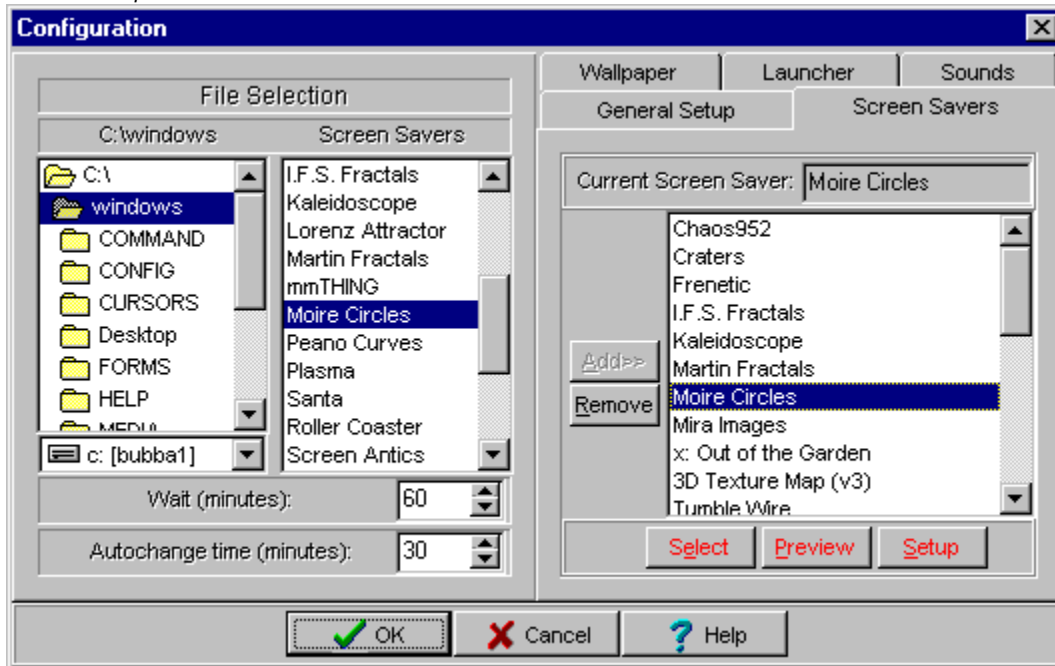 Configuration
File Selection
C:\windows
Screen Savers
C:\
windows
COMMAND
CONFIG
CURSORS
Desktop
FORMS
HELP
c: [bubba1]
I.F.S. Fractals
Kaleidoscope
Lorenz Attractor
Martin Fractals
mmTHING
Moire Circles
Peano Curves
Plasma
Santa
Roller Coaster
Screen Antics
Wait (minutes): 60
Autochange time (minutes): 30
Wallpaper Launcher Sounds
General Setup Screen Savers
Current Screen Saver: Moire Circles
Add>>
Remove
Chaos952
Craters
Frenetic
I.F.S. Fractals
Kaleidoscope
Martin Fractals
Moire Circles
Mira Images
x: Out of the Garden
3D Texture Map (v3)
Tumble Wire
Select Preview Setup
OK Cancel Help